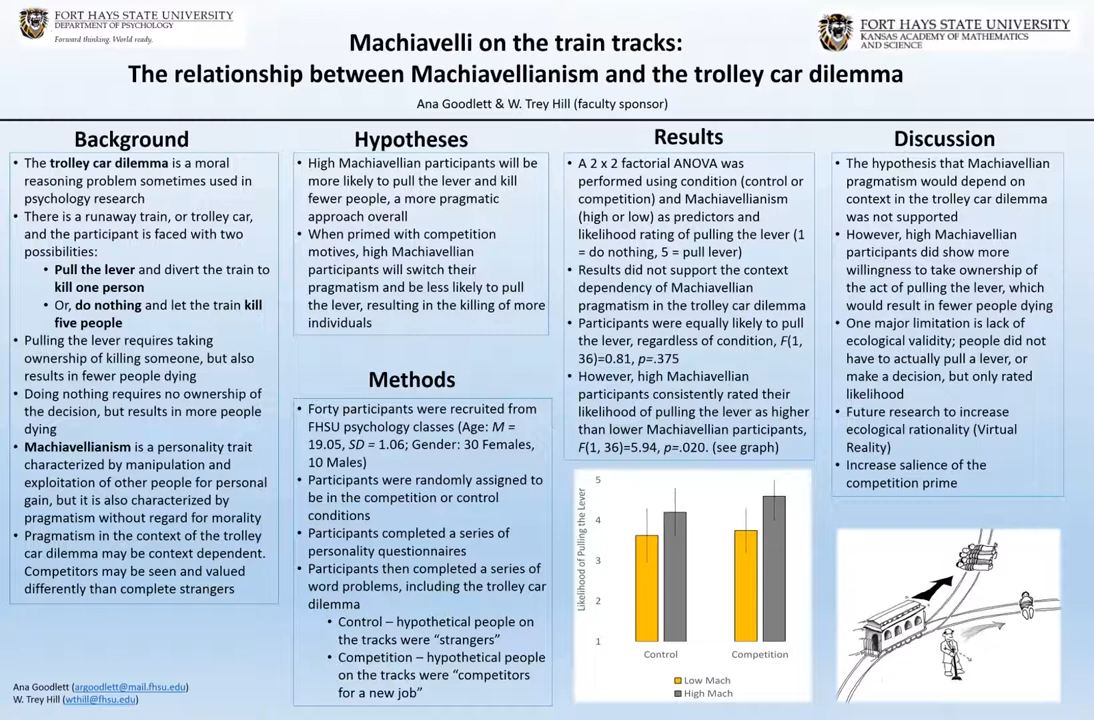 FORT HAYS STATE UNIVERSITY
DEPARTMENT OF PSYCHOLOGY
Forward thinking. World ready.
FORT HAYS STATE UNIVERSITY
KANSAS ACADEMY OF MATHEMATICS
AND SCIENCE
Machiavelli on the train tracks:
The relationship between Machiavellianism and the trolley car dilemma
Ana Goodlett & W. Trey Hill (faculty sponsor)
Background
• The trolley car dilemma is a moral
reasoning problem sometimes used in
psychology research
• There is a runaway train, or trolley car,
and the participant is faced with two
possibilities:
• Pull the lever and divert the train to
kill one person
• Or, do nothing and let the train kill
five people
• Pulling the lever requires taking
ownership of killing someone, but also
results in fewer people dying
• Doing nothing requires no ownership of
the decision, but results in more people
dying
• Machiavellianism is a personality trait
characterized by manipulation and
exploitation of other people for personal
gain, but it is also characterized by
pragmatism without regard for morality
• Pragmatism in the context of the trolley
car dilemma may be context dependent.
Competitors may be seen and valued
differently than complete strangers
Ana Goodlett (argoodlett@mail.fhsu.edu)
W. Trey Hill (wthill@fhsu.edu)
Hypotheses
• High Machiavellian participants will be
more likely to pull the lever and kill
fewer people, a more pragmatic
approach overall
• When primed with competition
motives, high Machiavellian
participants will switch their
pragmatism and be less likely to pull
the lever, resulting in the killing of more
individuals
Methods
• Forty participants were recruited from
FHSU psychology classes (Age: M =
19.05, SD = 1.06; Gender: 30 Females,
10 Males)
• Participants were randomly assigned to
be in the competition or control
conditions
• Participants completed a series of
personality questionnaires
• Participants then completed a series of
word problems, including the trolley car
dilemma
• Control – hypothetical people on
the tracks were “strangers”
• Competition – hypothetical people
on the tracks were “competitors
for a new job”
Results
• A 2 x 2 factorial ANOVA was
performed using condition (control or
competition) and Machiavellianism
(high or low) as predictors and
likelihood rating of pulling the lever (1
= do nothing, 5 = pull lever)
• Results did not support the context
dependency of Machiavellian
pragmatism in the trolley car dilemma
• Participants were equally likely to pull
the lever, regardless of condition, F(1,
36)=0.81, p=.375
• However, high Machiavellian
participants consistently rated their
likelihood of pulling the lever as higher
than lower Machiavellian participants,
F(1, 36)=5.94, p=.020. (see graph)
Likelihood of Pulling the Lever
5
4
3
2
1
Control
Competition
Low Mach
High Mach
Discussion
• The hypothesis that Machiavellian
pragmatism would depend on
context in the trolley car dilemma
was not supported
• However, high Machiavellian
participants did show more
willingness to take ownership of
the act of pulling the lever, which
would result in fewer people dying
• One major limitation is lack of
ecological validity; people did not
have to actually pull a lever, or
make a decision, but only rated
likelihood
• Future research to increase
ecological rationality (Virtual
Reality)
• Increase salience of the
competition prime